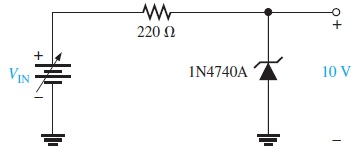 220 Ω
+
+
V_IN
1N4740A
10 V
−
−